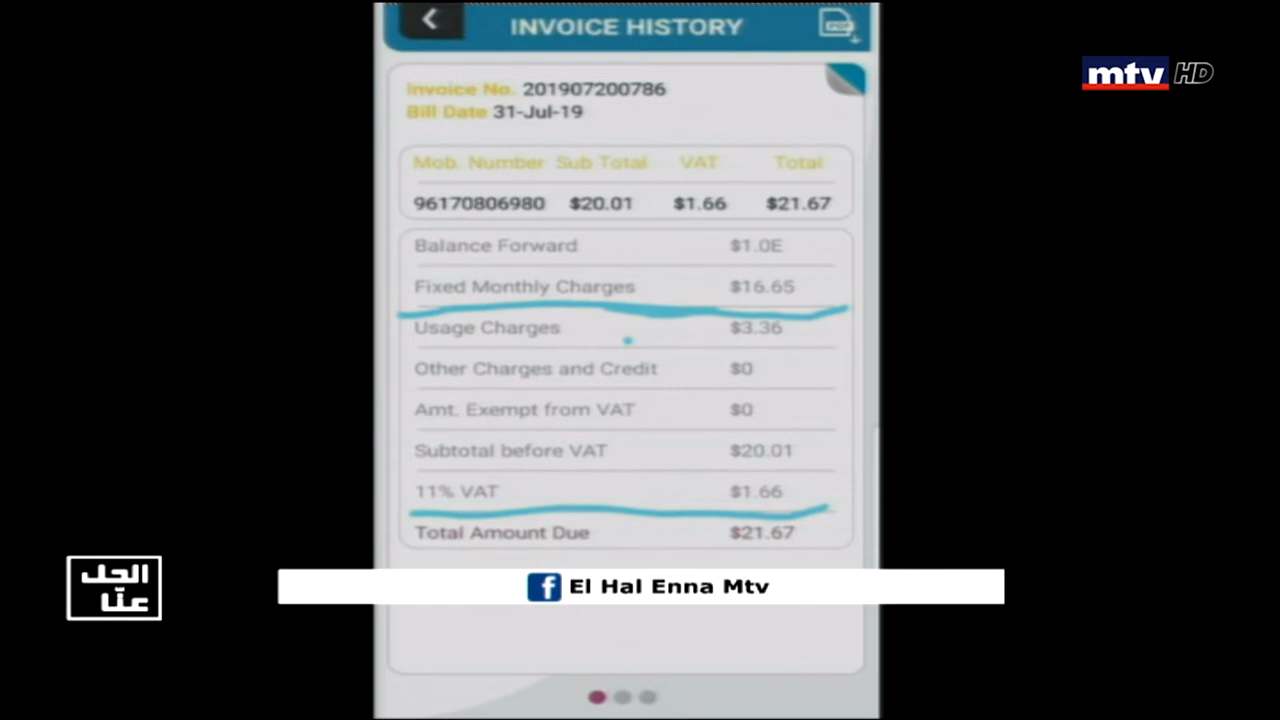 INVOICE HISTORY
PDF
mtv HD
Invoice No. 201907200786
Bill Date 31-Jul-19
Mob. Number Sub Total VAT Total
96170806980 $20.01 $1.66 $21.67
Balance Forward $1.0E
Fixed Monthly Charges $16.65
Usage Charges $3.36
Other Charges and Credit $0
Amt. Exempt from VAT $0
Subtotal before VAT $20.01
11% VAT $1.66
Total Amount Due $21.67
الحل
عنّا
f El Hal Enna Mtv